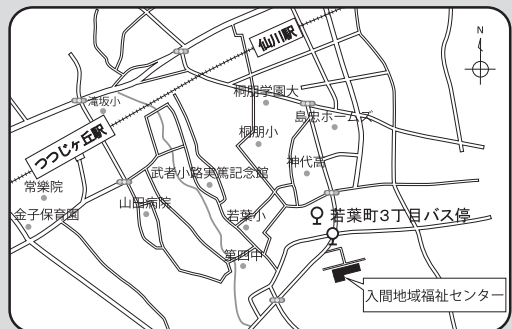 仙川駅
N
滝坂小
桐朋学園大
島忠ホームズ
つつじヶ丘駅
桐朋小
神代高
常樂院
武者小路実篤記念館
金子保育園
山田病院
若葉小
若葉町3丁目バス停
第四中
入間地域福祉センター